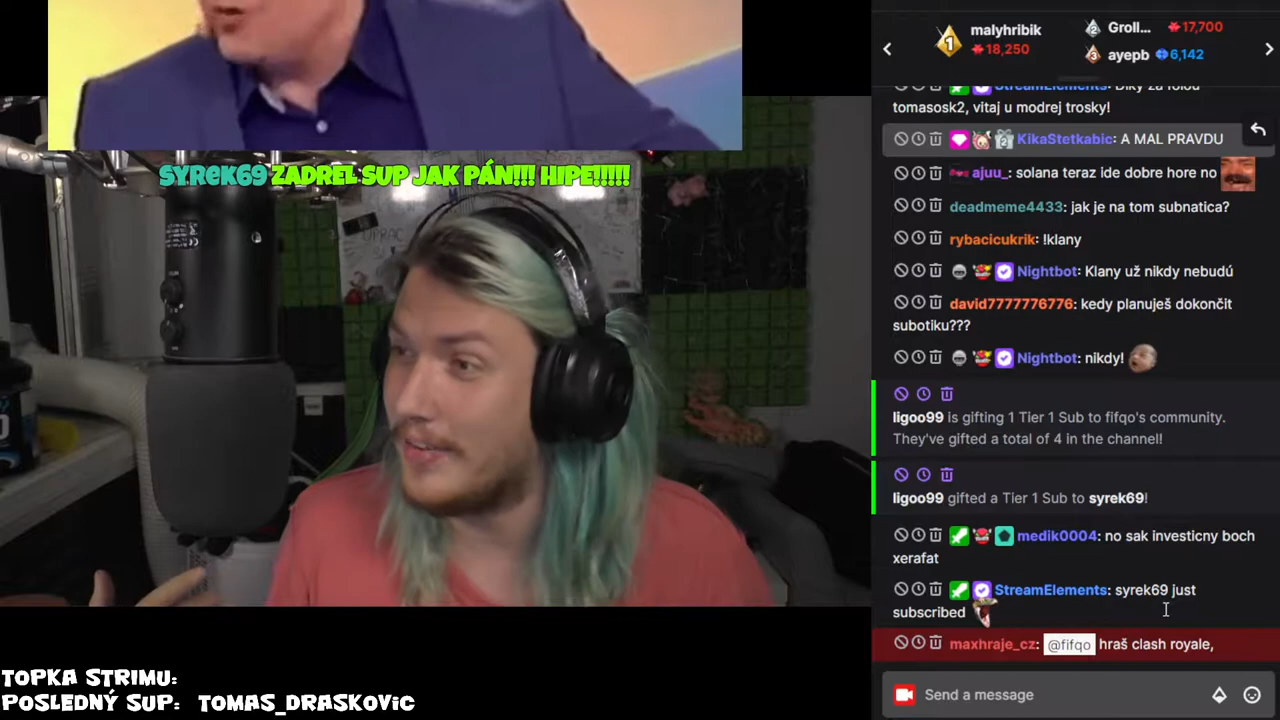 SYReK69 ZADREL SUP JAK PÁN!!! HIPE!!!!!
TOPKA STRIMU:
POSLEDNÝ SUP: TOMAS_DRASKOVIC
malyhribik
18,250
Groll... 17,700
ayepb 6,142
StreamElements: Díky za follow
tomasosk2, vitaj u modrej trosky!
KikaStetkabic: A MAL PRAVDU
ajuu_: solana teraz ide dobre hore no
deadmeme4433: jak je na tom subnatica?
rybacicukrik: !klany
Nightbot: Klany už nikdy nebudú
david7777776776: kedy planuješ dokončit
subotiku???
Nightbot: nikdy!
ligoo99 is gifting 1 Tier 1 Sub to fifqo's community.
They've gifted a total of 4 in the channel!
ligoo99 gifted a Tier 1 Sub to syrek69!
medik0004: no sak investicny boch
xerafat
StreamElements: syrek69 just
subscribed
maxhraje_cz: @fifqo hraš clash royale,
Send a message